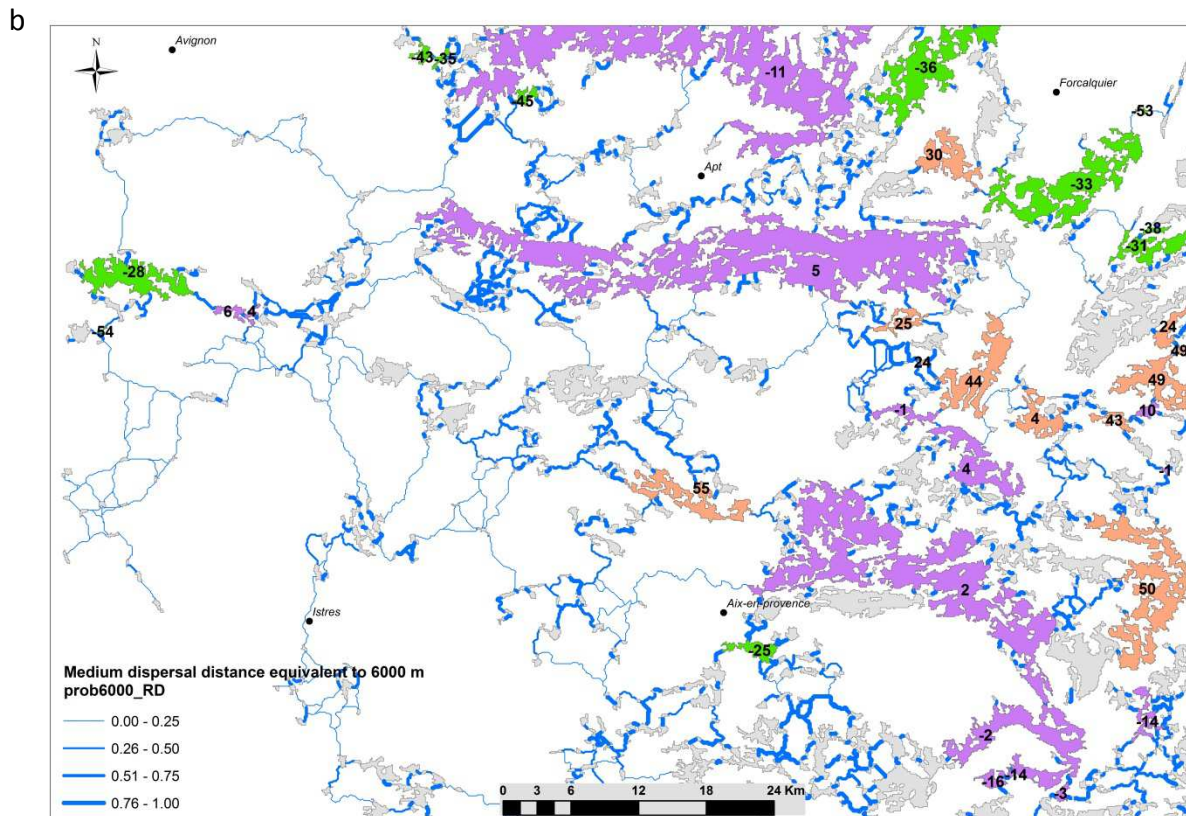 b
N
Avignon
-43
-35
-45
-11
-36
Forcalquier
-53
30
Apt
-33
-38
-31
-28
5
6
4
-54
25
24
24
49
44
49
-1
4
43
10
4
-1
55
2
50
Istres
Aix-en-provence
-25
Medium dispersal distance equivalent to 6000 m
prob6000_RD
0.00 - 0.25
0.26 - 0.50
0.51 - 0.75
0.76 - 1.00
-2
-14
-16
14
-3
0 3 6 12 18 24 Km